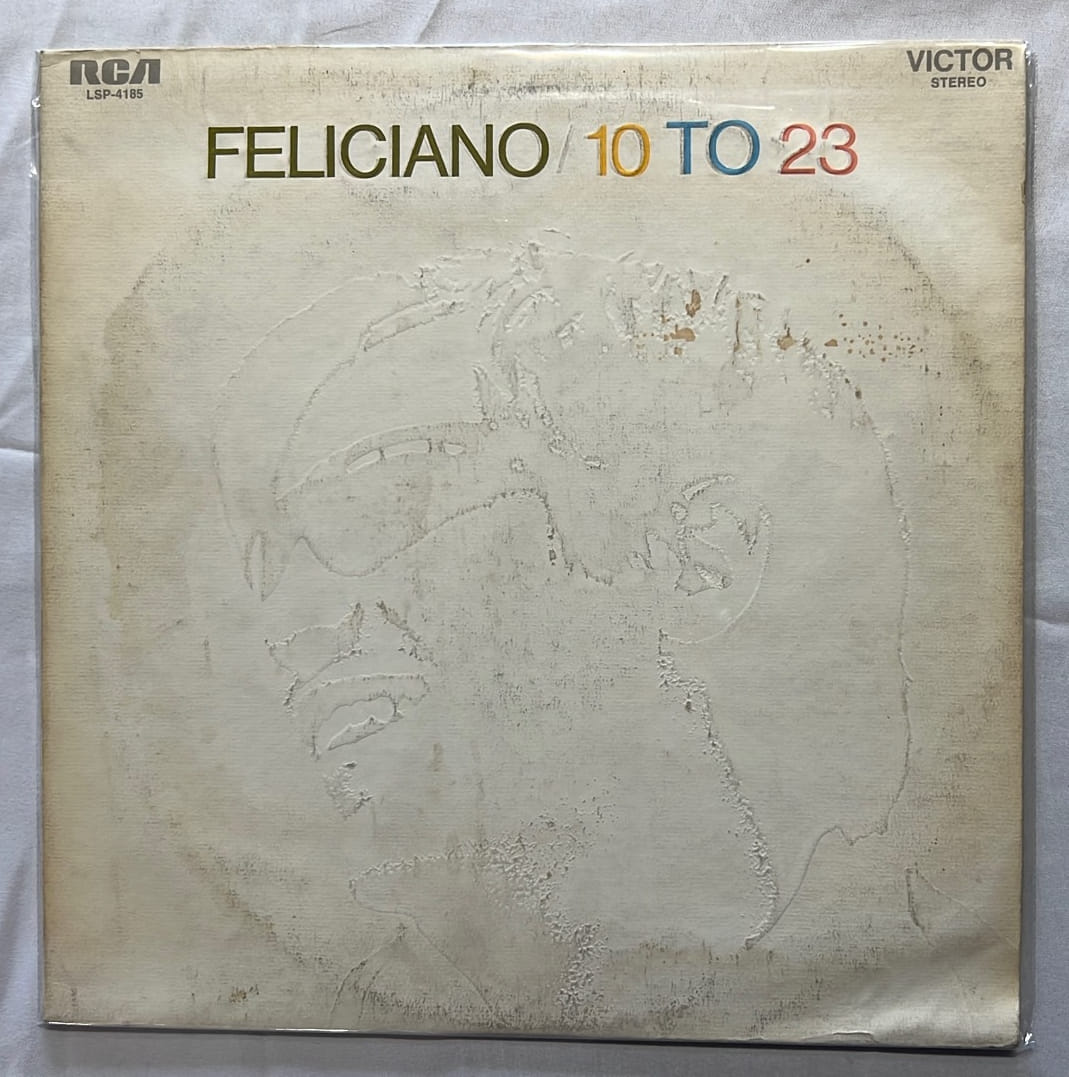 RCA
LSP-4185
VICTOR
STEREO
FELICIANO / 10 TO 23